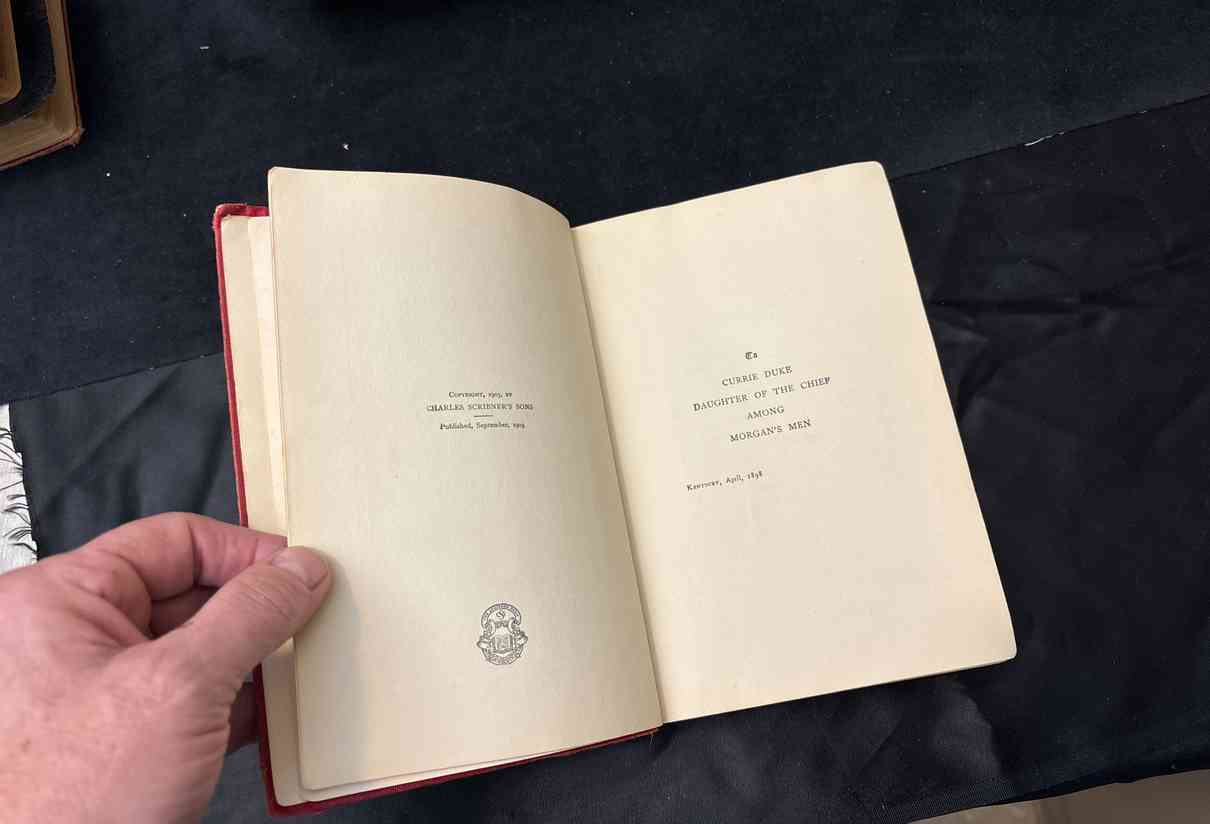 Copyright, 1903, by
CHARLES SCRIBNER'S SONS
Published, September, 1903
To
CURRIE DUKE
DAUGHTER OF THE CHIEF
AMONG
MORGAN'S MEN
Kentucky, April, 1898